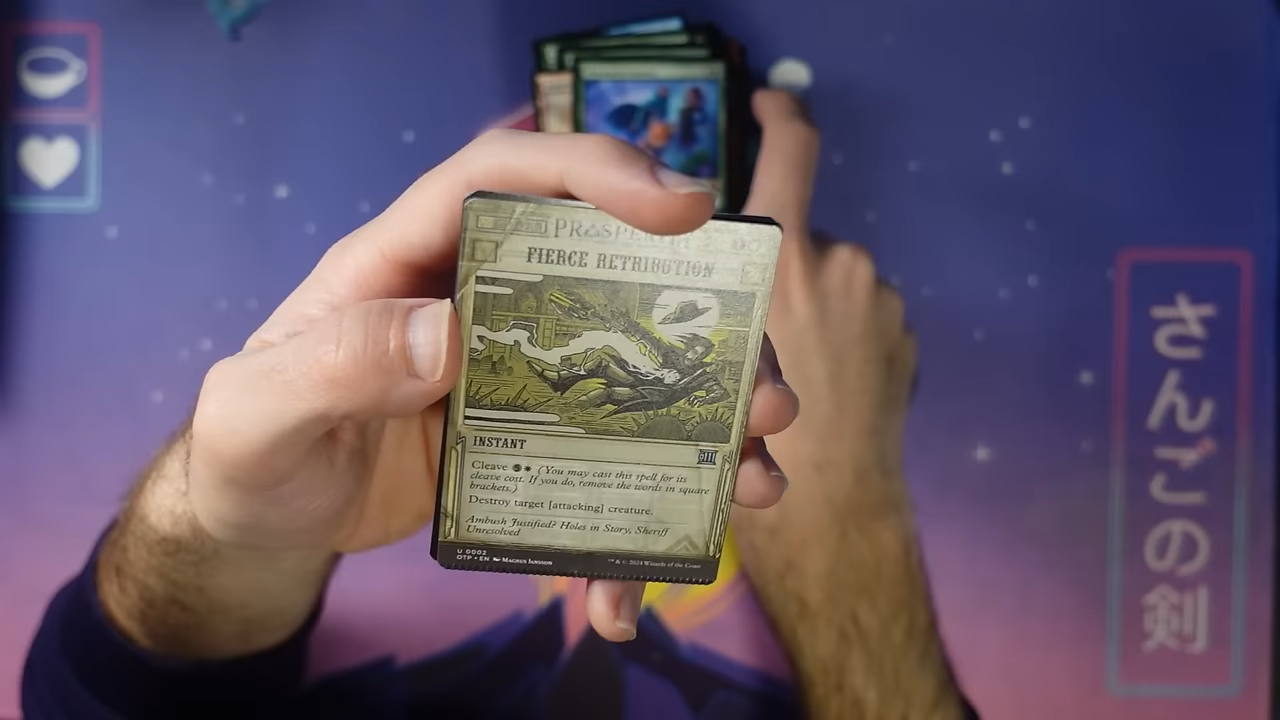 FIERCE RETRIBUTION
INSTANT
Cleave (You may cast this spell for its
cleave cost. If you do, remove the words in square
brackets.)
Destroy target [attacking] creature.
Ambush Justified? Holes in Story, Sheriff
Unresolved
U 0002
OTP • EN Magnus Jansson
™ & © 2024 Wizards of the Coast
さんごの剣